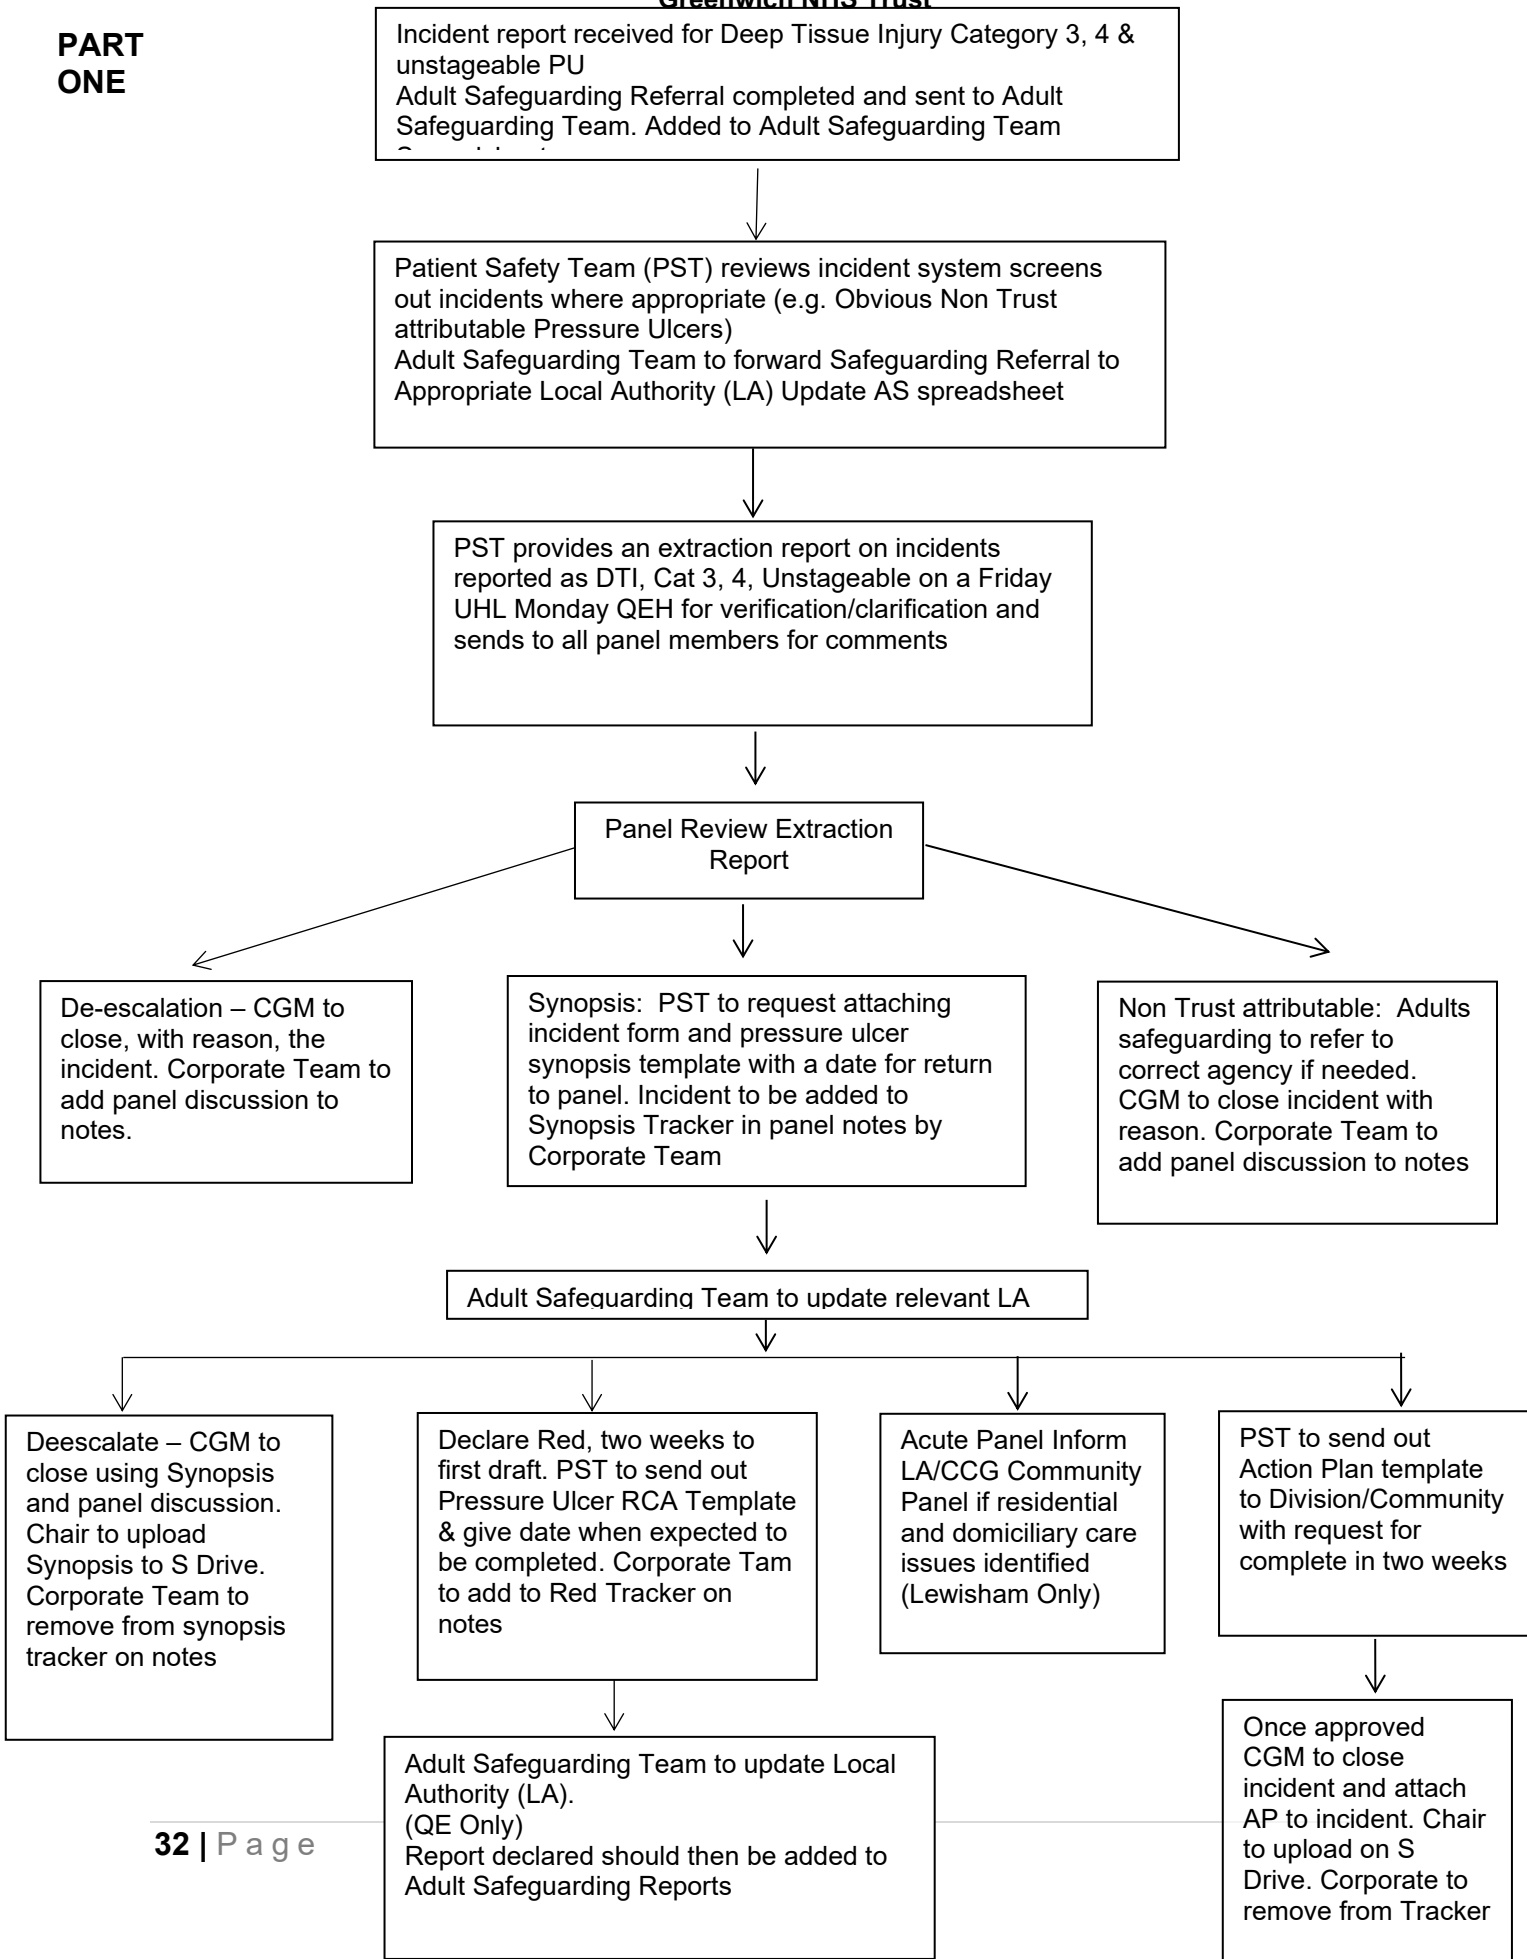 Greenwich NHS Trust
PART
ONE
Incident report received for Deep Tissue Injury Category 3, 4 &
unstageable PU
Adult Safeguarding Referral completed and sent to Adult
Safeguarding Team. Added to Adult Safeguarding Team
Patient Safety Team (PST) reviews incident system screens
out incidents where appropriate (e.g. Obvious Non Trust
attributable Pressure Ulcers)
Adult Safeguarding Team to forward Safeguarding Referral to
Appropriate Local Authority (LA) Update AS spreadsheet
PST provides an extraction report on incidents
reported as DTI, Cat 3, 4, Unstageable on a Friday
UHL Monday QEH for verification/clarification and
sends to all panel members for comments
Panel Review Extraction
Report
De-escalation – CGM to
close, with reason, the
incident. Corporate Team to
add panel discussion to
notes.
Synopsis: PST to request attaching
incident form and pressure ulcer
synopsis template with a date for return
to panel. Incident to be added to
Synopsis Tracker in panel notes by
Corporate Team
Non Trust attributable: Adults
safeguarding to refer to
correct agency if needed.
CGM to close incident with
reason. Corporate Team to
add panel discussion to notes
Adult Safeguarding Team to update relevant LA
Deescalate – CGM to
close using Synopsis
and panel discussion.
Chair to upload
Synopsis to S Drive.
Corporate Team to
remove from synopsis
tracker on notes
Declare Red, two weeks to
first draft. PST to send out
Pressure Ulcer RCA Template
& give date when expected to
be completed. Corporate Tam
to add to Red Tracker on
notes
Acute Panel Inform
LA/CCG Community
Panel if residential
and domiciliary care
issues identified
(Lewisham Only)
PST to send out
Action Plan template
to Division/Community
with request for
complete in two weeks
Adult Safeguarding Team to update Local
Authority (LA).
(QE Only)
Report declared should then be added to
Adult Safeguarding Reports
Once approved
CGM to close
incident and attach
AP to incident. Chair
to upload on S
Drive. Corporate to
remove from Tracker
32 | Page